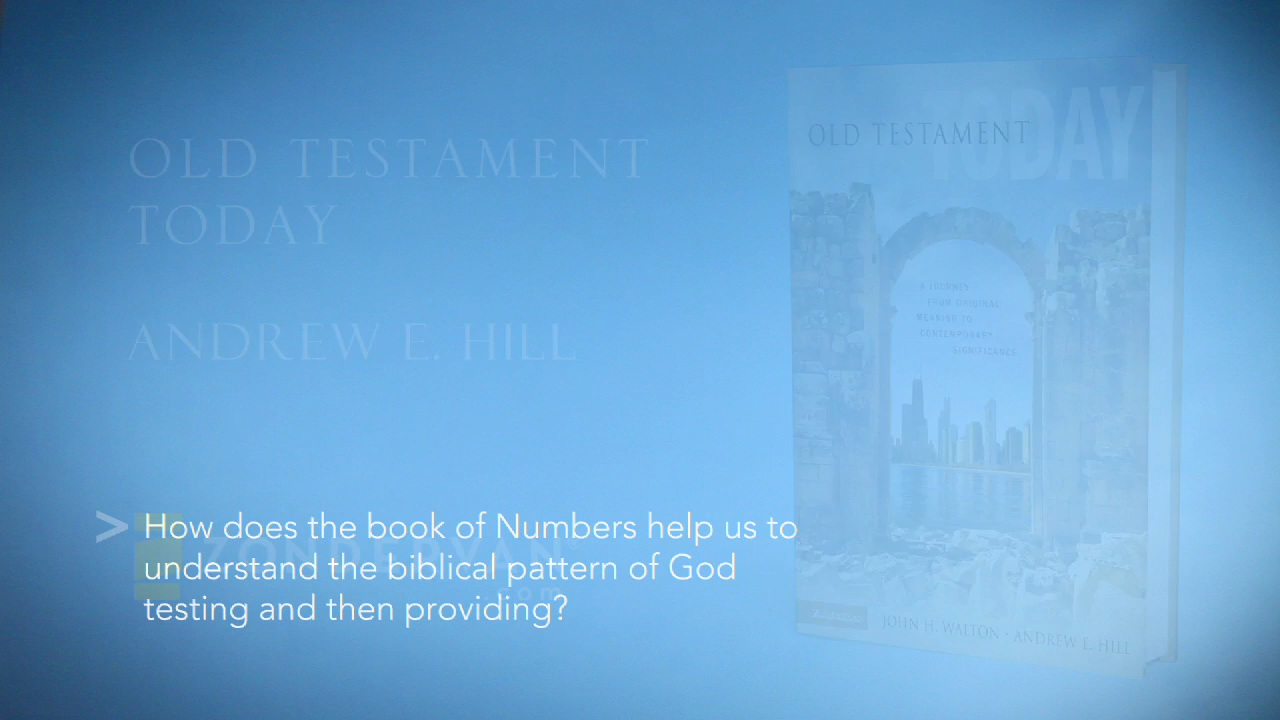 OLD TESTAMENT
TODAY
ANDREW E. HILL
> How does the book of Numbers help us to
understand the biblical pattern of God
testing and then providing?
ZONDERVAN
.com
TODAY
OLD TESTAMENT
A JOURNEY
FROM ORIGINAL
MEANING TO
CONTEMPORARY
SIGNIFICANCE
JOHN H. WALTON · ANDREW E. HILL